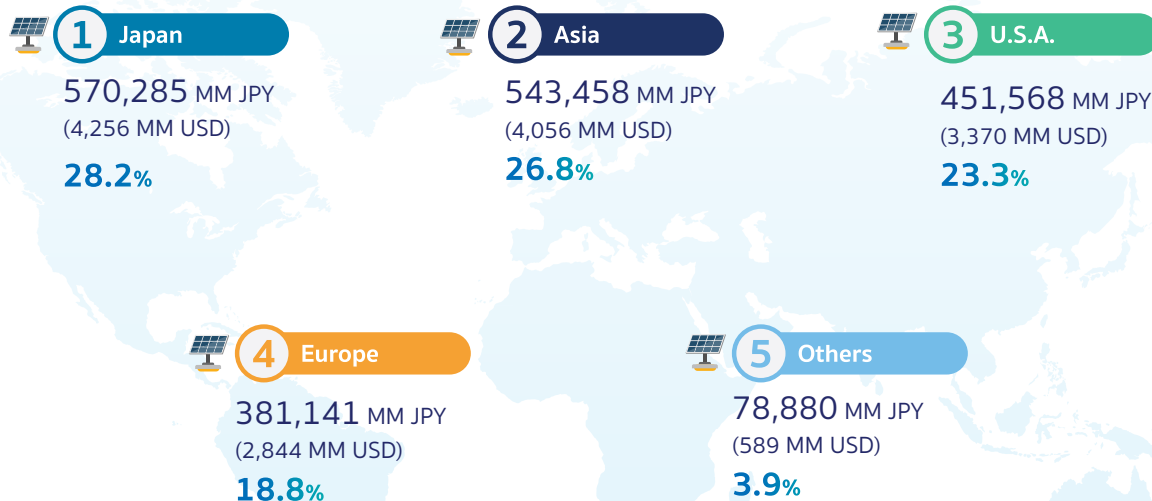 1 Japan
570,285 MM JPY
(4,256 MM USD)
28.2%
2 Asia
543,458 MM JPY
(4,056 MM USD)
26.8%
3 U.S.A.
451,568 MM JPY
(3,370 MM USD)
23.3%
4 Europe
381,141 MM JPY
(2,844 MM USD)
18.8%
5 Others
78,880 MM JPY
(589 MM USD)
3.9%